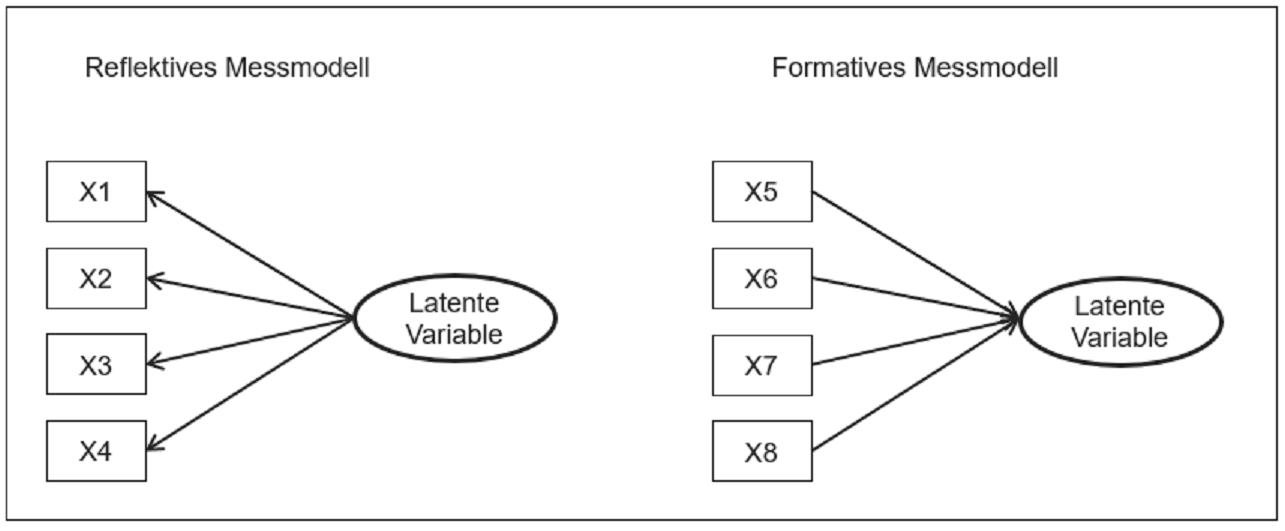 Reflektives Messmodell
X1
X2
X3
X4
Latente
Variable
Formatives Messmodell
X5
X6
X7
X8
Latente
Variable